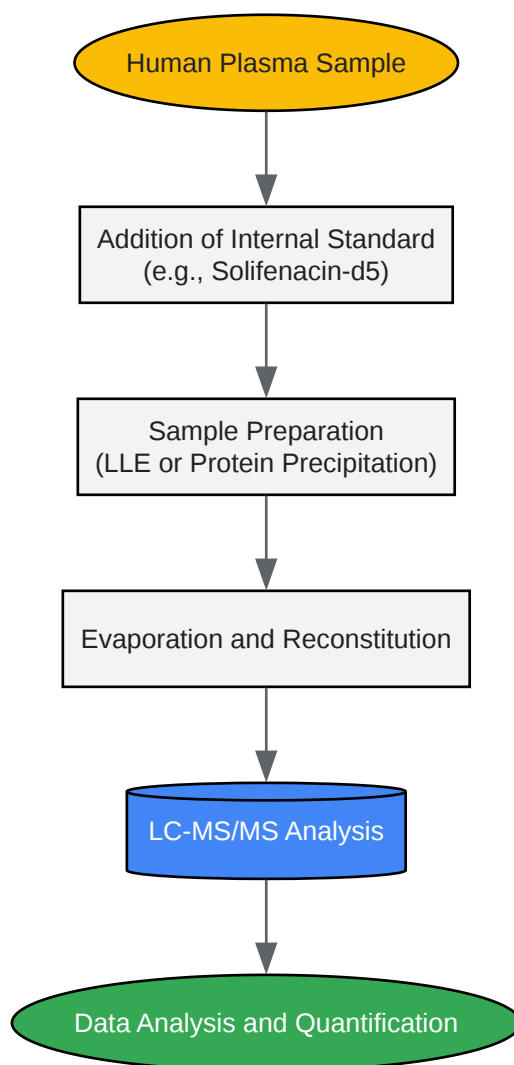 Human Plasma Sample
Addition of Internal Standard
(e.g., Solifenacin-d5)
Sample Preparation
(LLE or Protein Precipitation)
Evaporation and Reconstitution
LC-MS/MS Analysis
Data Analysis and Quantification